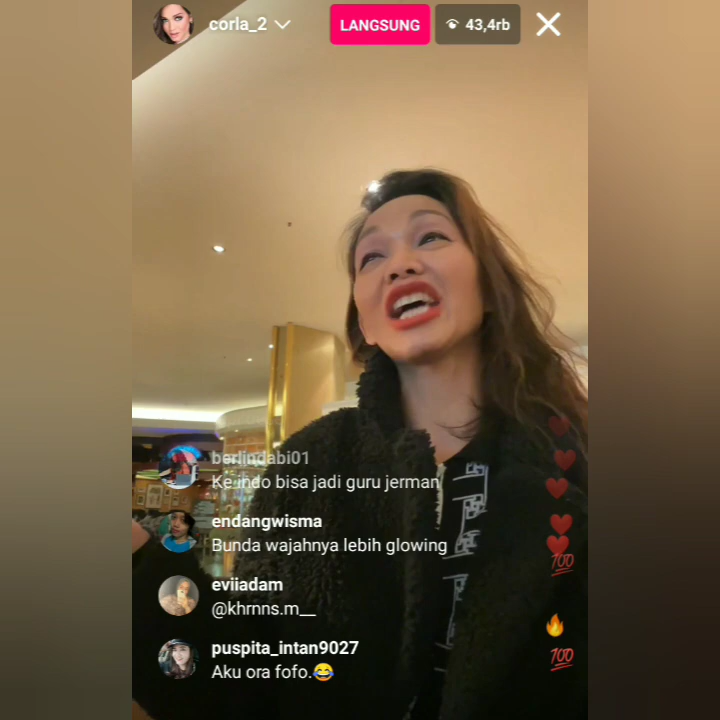 corla_2
LANGSUNG
43,4rb
berlindabi01
Ke indo bisa jadi guru jerman
endangwisma
Bunda wajahnya lebih glowing
eviiadam
@khrnns.m__
puspita_intan9027
Aku ora fofo.😂
💯
🔥
💯